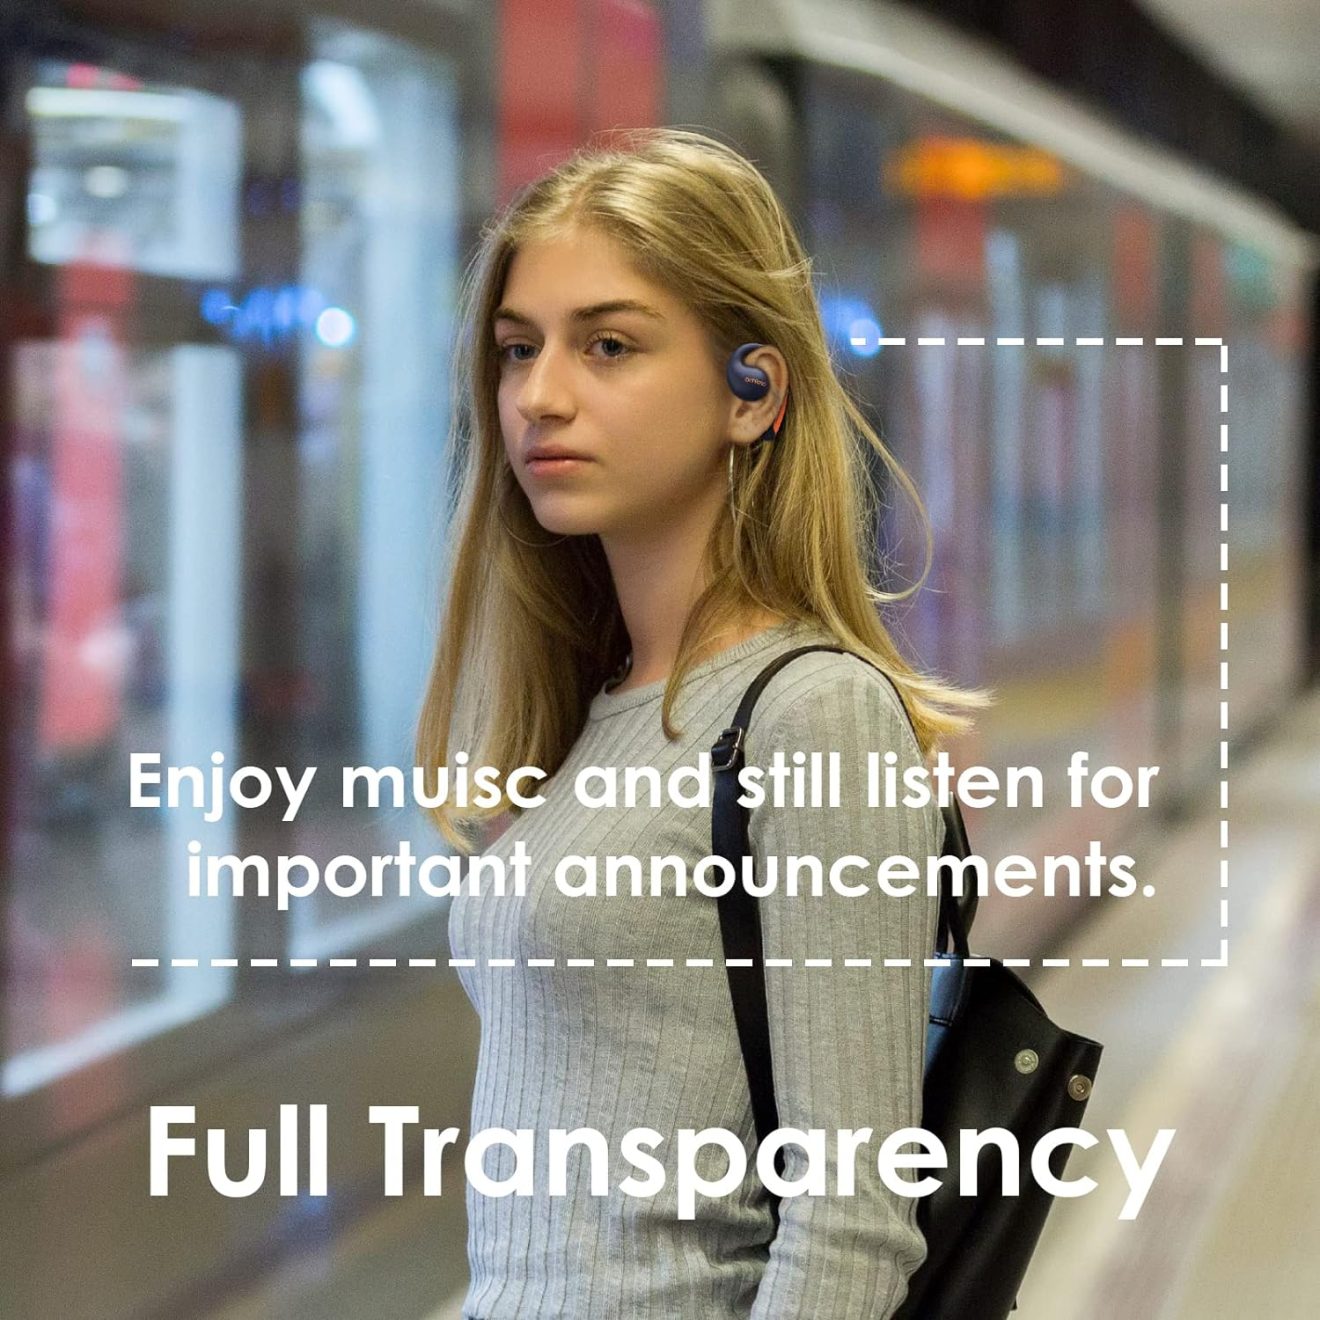 Enjoy muisc and still listen for
important announcements.
Full Transparency